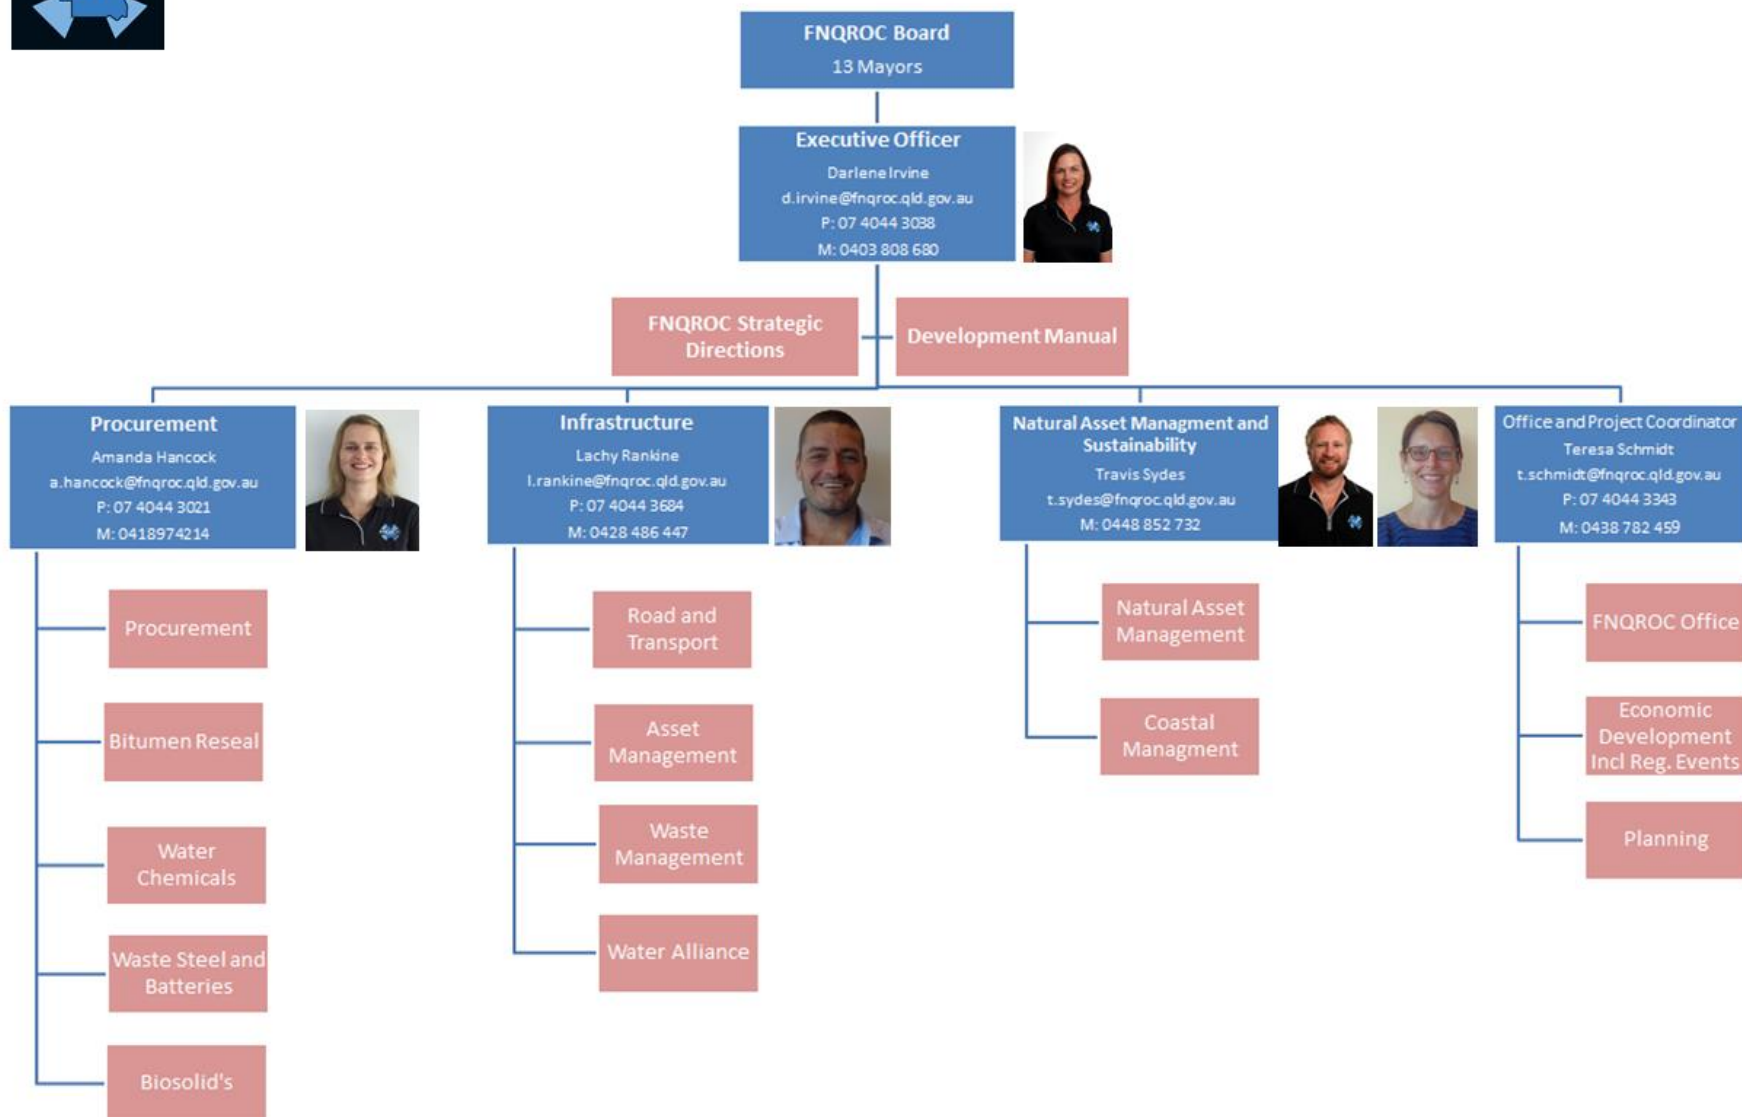 FNQROC Board
13 Mayors
Executive Officer
Darlene Irvine
d.irvine@fnqroc.qld.gov.au
P: 07 4044 3038
M: 0403 808 680
FNQROC Strategic
Directions
Development Manual
Procurement
Amanda Hancock
a.hancock@fnqroc.qld.gov.au
P: 07 4044 3021
M: 0418974214
Procurement
Bitumen Reseal
Water
Chemicals
Waste Steel and
Batteries
Biosolid's
Infrastructure
Lachy Rankine
l.rankine@fnqroc.qld.gov.au
P: 07 4044 3684
M: 0428 486 447
Road and
Transport
Asset
Management
Waste
Management
Water Alliance
Natural Asset Managment and
Sustainability
Travis Sydes
t.sydes@fnqroc.qld.gov.au
M: 0448 852 732
Natural Asset
Management
Coastal
Managment
Office and Project Coordinator
Teresa Schmidt
t.schmidt@fnqroc.qld.gov.au
P: 07 4044 3343
M: 0438 782 459
FNQROC Office
Economic
Development
Incl Reg. Events
Planning